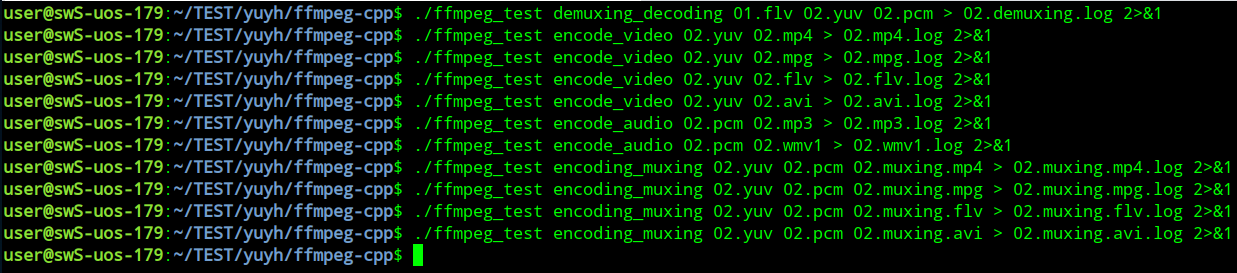 user@swS-uos-179:~/TEST/yuyh/ffmpeg-cpp$ ./ffmpeg_test demuxing_decoding 01.flv 02.yuv 02.pcm > 02.demuxing.log 2>&1
user@swS-uos-179:~/TEST/yuyh/ffmpeg-cpp$ ./ffmpeg_test encode_video 02.yuv 02.mp4 > 02.mp4.log 2>&1
user@swS-uos-179:~/TEST/yuyh/ffmpeg-cpp$ ./ffmpeg_test encode_video 02.yuv 02.mpg > 02.mpg.log 2>&1
user@swS-uos-179:~/TEST/yuyh/ffmpeg-cpp$ ./ffmpeg_test encode_video 02.yuv 02.flv > 02.flv.log 2>&1
user@swS-uos-179:~/TEST/yuyh/ffmpeg-cpp$ ./ffmpeg_test encode_video 02.yuv 02.avi > 02.avi.log 2>&1
user@swS-uos-179:~/TEST/yuyh/ffmpeg-cpp$ ./ffmpeg_test encode_audio 02.pcm 02.mp3 > 02.mp3.log 2>&1
user@swS-uos-179:~/TEST/yuyh/ffmpeg-cpp$ ./ffmpeg_test encode_audio 02.pcm 02.wmv1 > 02.wmv1.log 2>&1
user@swS-uos-179:~/TEST/yuyh/ffmpeg-cpp$ ./ffmpeg_test encoding_muxing 02.yuv 02.pcm 02.muxing.mp4 > 02.muxing.mp4.log 2>&1
user@swS-uos-179:~/TEST/yuyh/ffmpeg-cpp$ ./ffmpeg_test encoding_muxing 02.yuv 02.pcm 02.muxing.mpg > 02.muxing.mpg.log 2>&1
user@swS-uos-179:~/TEST/yuyh/ffmpeg-cpp$ ./ffmpeg_test encoding_muxing 02.yuv 02.pcm 02.muxing.flv > 02.muxing.flv.log 2>&1
user@swS-uos-179:~/TEST/yuyh/ffmpeg-cpp$ ./ffmpeg_test encoding_muxing 02.yuv 02.pcm 02.muxing.avi > 02.muxing.avi.log 2>&1
user@swS-uos-179:~/TEST/yuyh/ffmpeg-cpp$